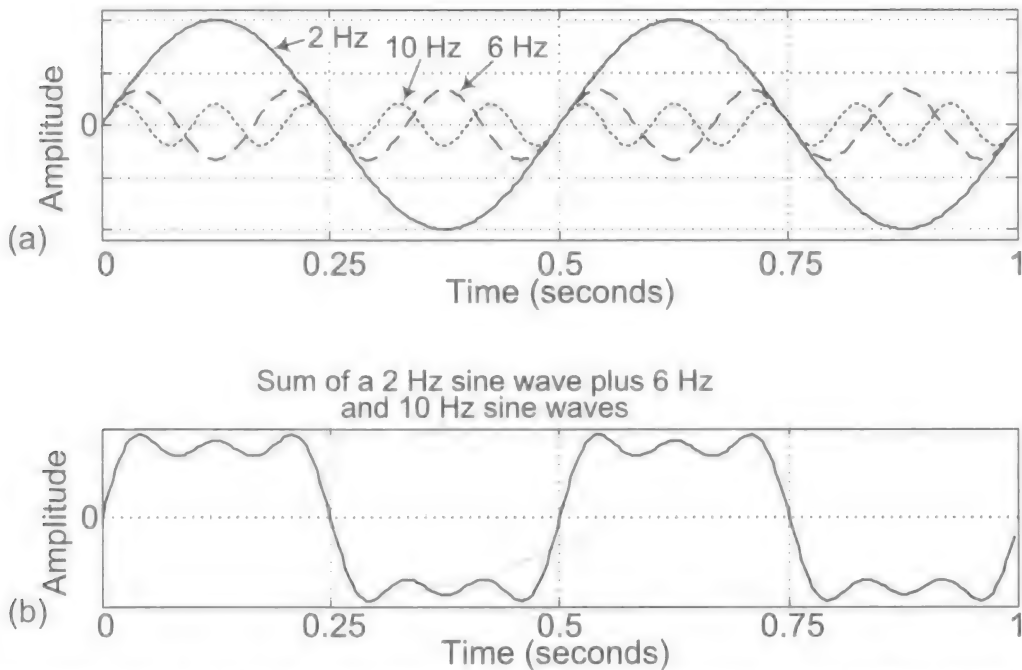 2 Hz
10 Hz
6 Hz
Amplitude
0
(a)
0
0.25
0.5
0.75
1
Time (seconds)
Sum of a 2 Hz sine wave plus 6 Hz
and 10 Hz sine waves
Amplitude
0
(b)
0
0.25
0.5
0.75
1
Time (seconds)